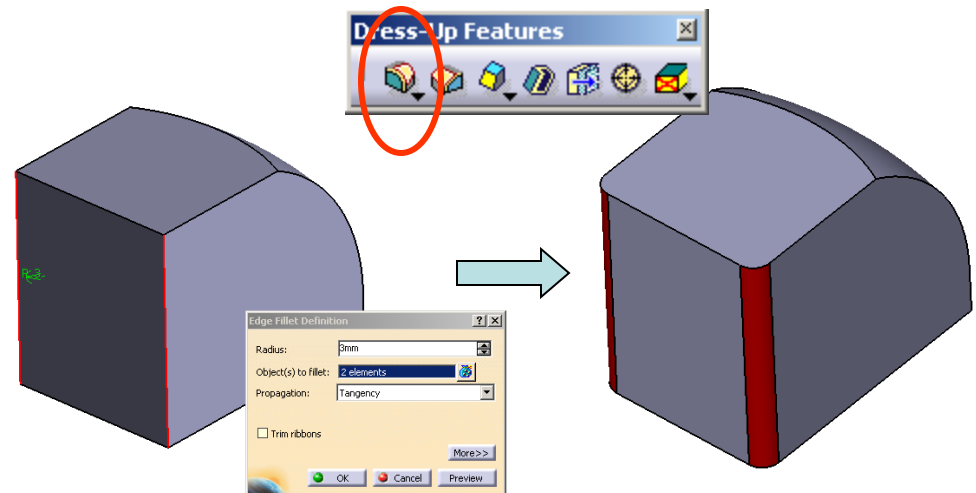 Dress-Up Features
R 3
Edge Fillet Definition
Radius:
3mm
Object(s) to fillet:
2 elements
Propagation:
Tangency
Trim ribbons
More>>
OK
Cancel
Preview